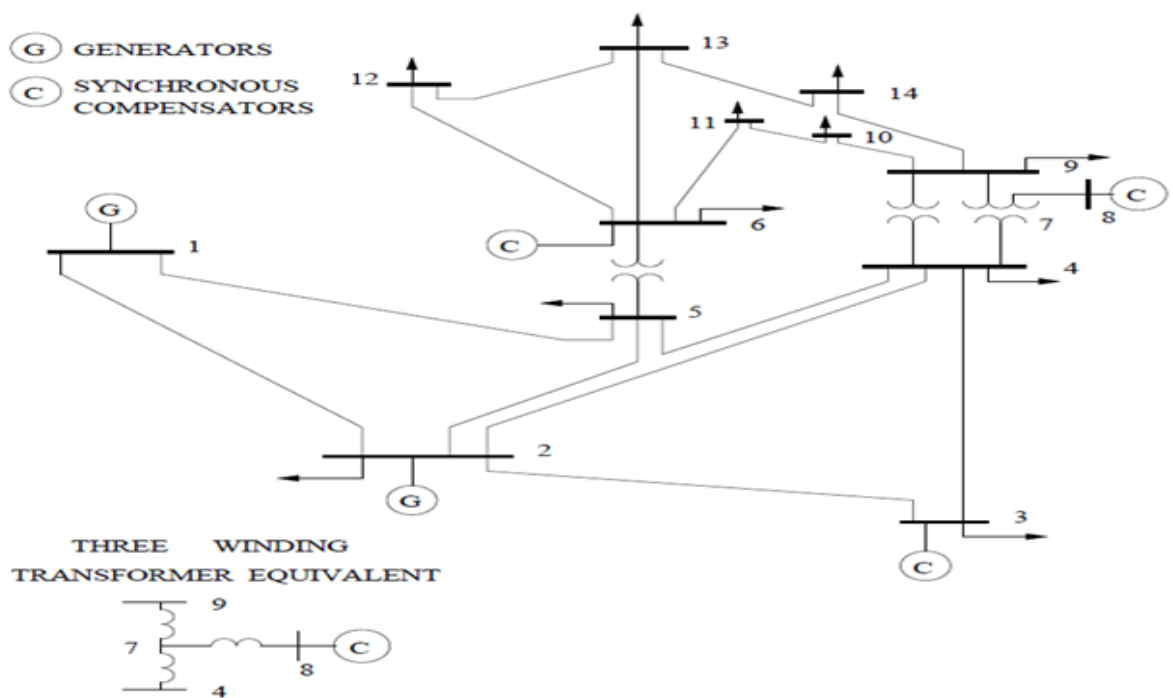 G GENERATORS
C SYNCHRONOUS
COMPENSATORS
13
12
14
11
10
9
G
C
7
8
6
1
C
4
5
2
G
3
C
THREE WINDING
TRANSFORMER EQUIVALENT
9
7
C
8
4